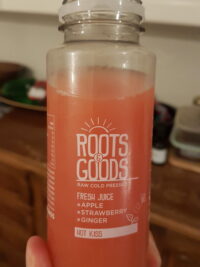 ROOTS
&
GOODS
RAW COLD PRESSED
FRESH JUICE
+APPLE
+STRAWBERRY
+GINGER
HOT KISS